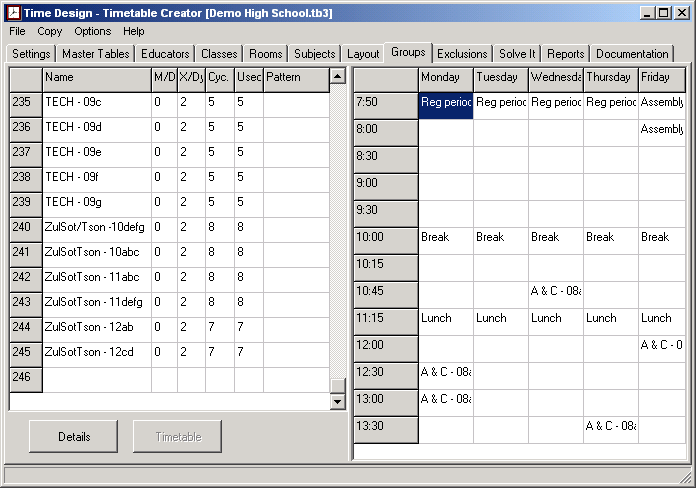 Time Design - Timetable Creator [Demo High School.tb3]
File Copy Options Help
Settings Master Tables Educators Classes Rooms Subjects Layout Groups Exclusions Solve It Reports Documentation
Name M/D X/Dy Cyc. Used Pattern
235 TECH - 09c 0 2 5 5
236 TECH - 09d 0 2 5 5
237 TECH - 09e 0 2 5 5
238 TECH - 09f 0 2 5 5
239 TECH - 09g 0 2 5 5
240 ZulSot/Tson -10defg 0 2 8 8
241 ZulSotTson - 10abc 0 2 8 8
242 ZulSotTson - 11abc 0 2 8 8
243 ZulSotTson - 11defg 0 2 8 8
244 ZulSotTson - 12ab 0 2 7 7
245 ZulSotTson - 12cd 0 2 7 7
246
Details Timetable
Monday Tuesday Wednesda Thursday Friday
7:50 Reg period Reg period Reg period Reg period Assembly
8:00 Assembly
8:30
9:00
9:30
10:00 Break Break Break Break Break
10:15
10:45 A & C - 08a
11:15 Lunch Lunch Lunch Lunch Lunch
12:00 A & C - 0
12:30 A & C - 08a
13:00 A & C - 08a
13:30 A & C - 08a